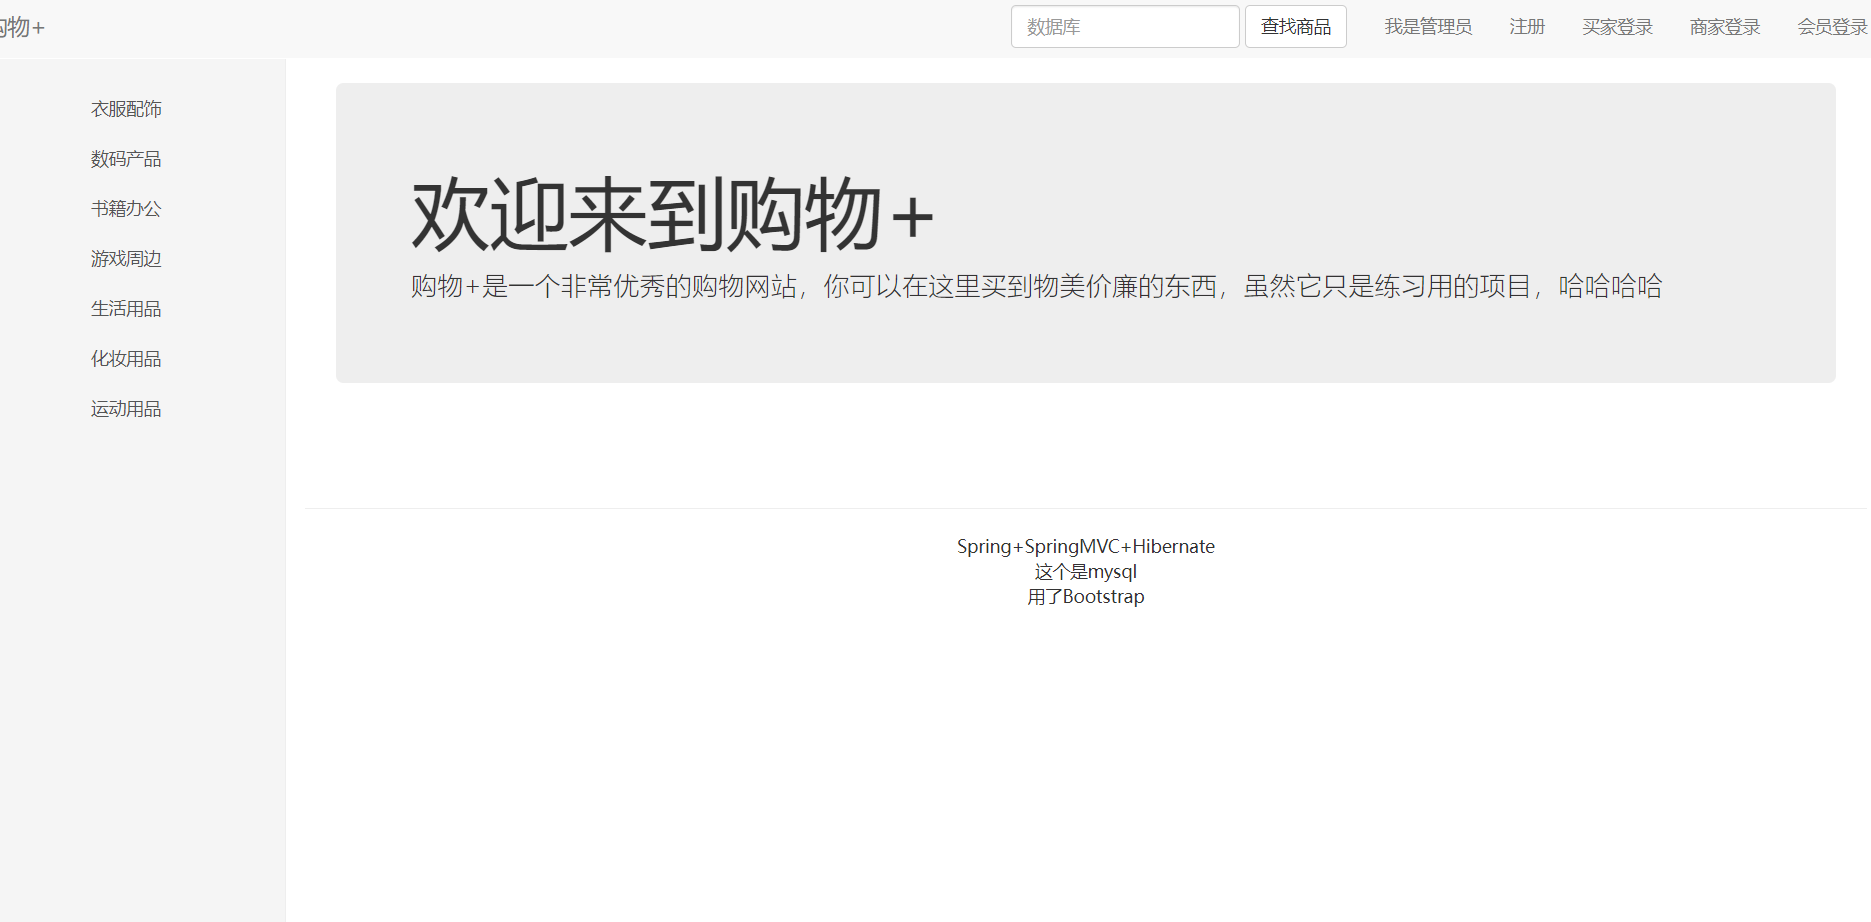 购物+ 数据库 查找商品 我是管理员 注册 买家登录 商家登录 会员登录
衣服配饰
数码产品
书籍办公
游戏周边
生活用品
化妆用品
运动用品
欢迎来到购物+
购物+是一个非常优秀的购物网站，你可以在这里买到物美价廉的东西，虽然它只是练习用的项目，哈哈哈哈
Spring+SpringMVC+Hibernate
这个是mysql
用了Bootstrap